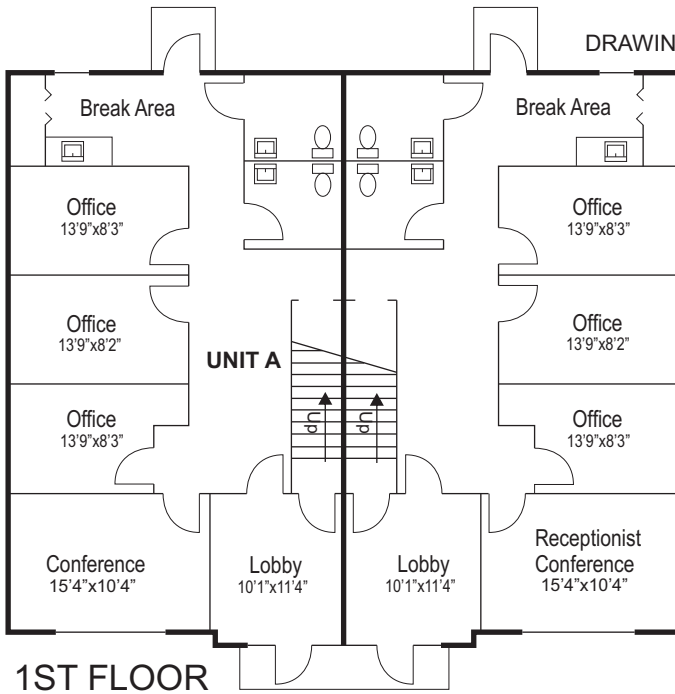 DRAWIN
Break Area
Break Area
Office
13'9"x8'3"
Office
13'9"x8'3"
Office
13'9"x8'2"
UNIT A
Office
13'9"x8'2"
Office
13'9"x8'3"
Up
Up
Office
13'9"x8'3"
Conference
15'4"x10'4"
Lobby
10'1"x11'4"
Lobby
10'1"x11'4"
Receptionist
Conference
15'4"x10'4"
1ST FLOOR